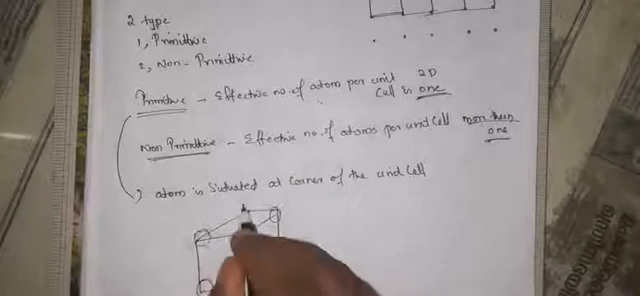 2 type
1, Primitive
2, Non-Primitive
Primitive - Effective no. of atom per unit cell is one
2D
Non Primitive - Effective no. of atoms per unit cell more than one
atom is situated at corner of the unit cell